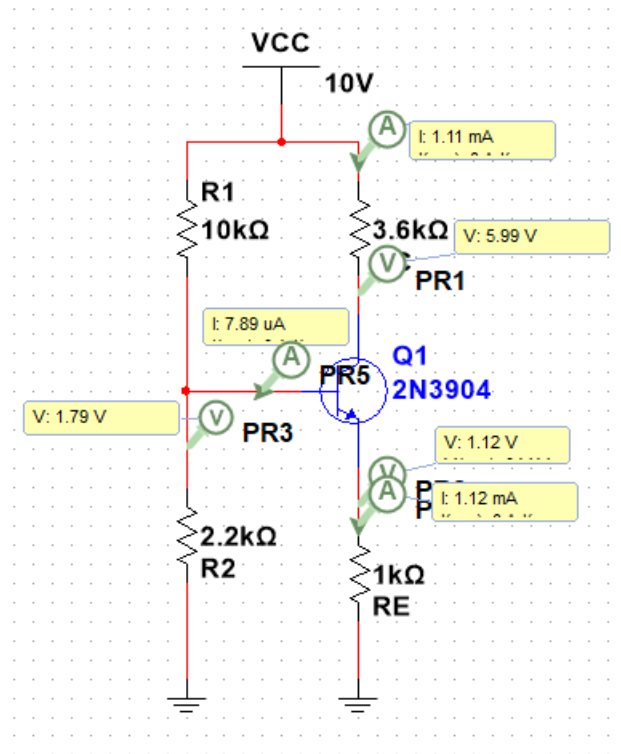 VCC
10V
A
I: 1.11 mA
R1
10kΩ
3.6kΩ
V: 5.99 V
V
PR1
I: 7.89 uA
A
Q1
PR5
2N3904
V: 1.79 V
V
PR3
V: 1.12 V
V
A
I: 1.12 mA
2.2kΩ
R2
1kΩ
RE